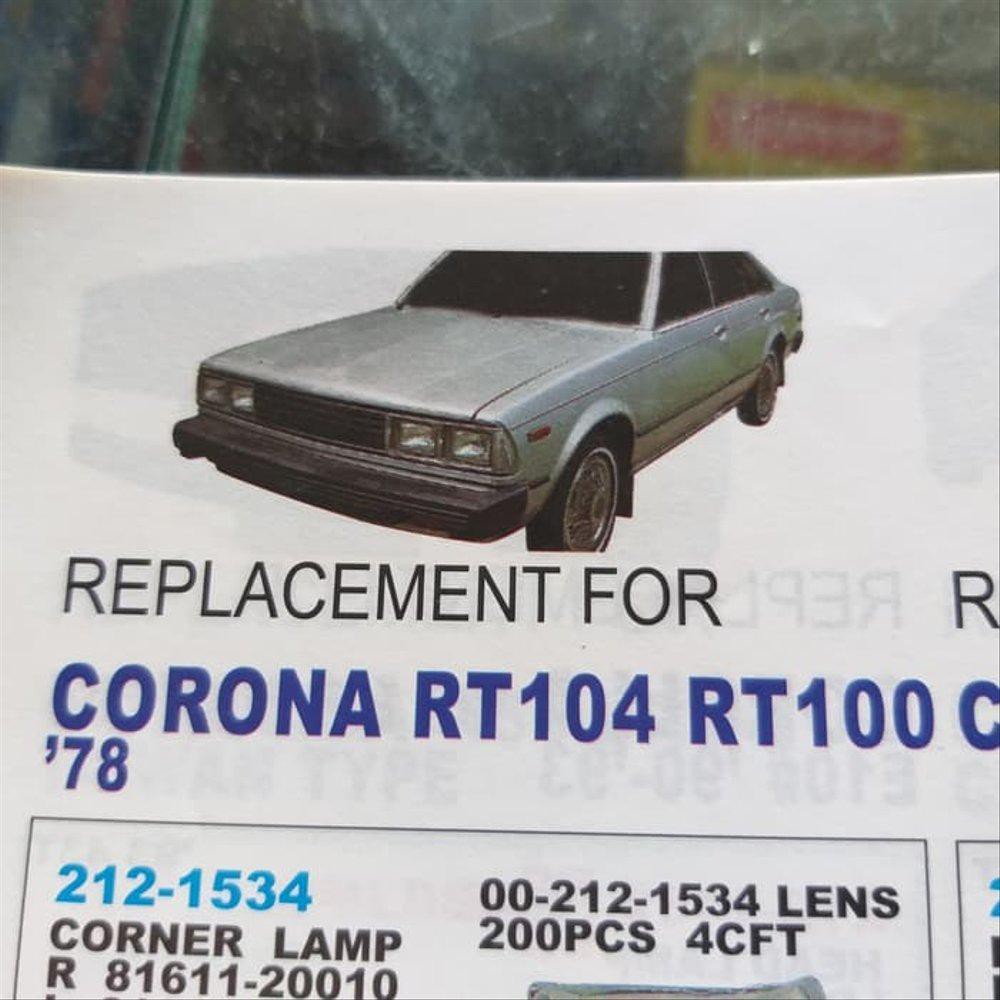 REPLACEMENT FOR
R
CORONA RT104 RT100
C
'78
212-1534
CORNER LAMP
R 81611-20010
00-212-1534 LENS
200PCS 4CFT